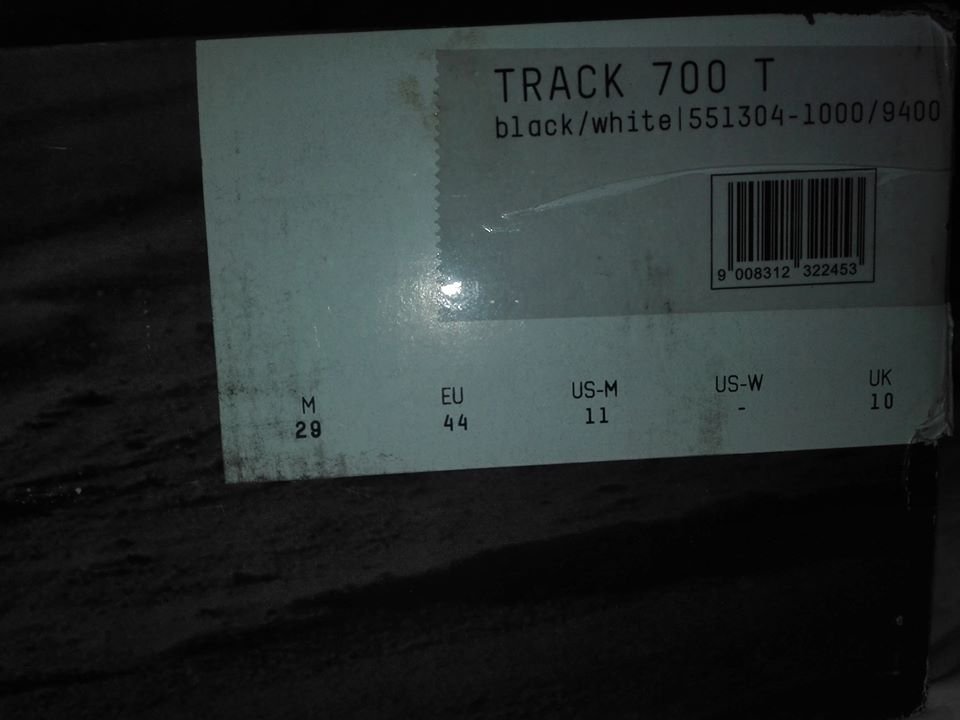 TRACK 700 T
black/white|551304-1000/9400
9 008312 322453
M EU US-M US-W UK
29 44 11 - 10